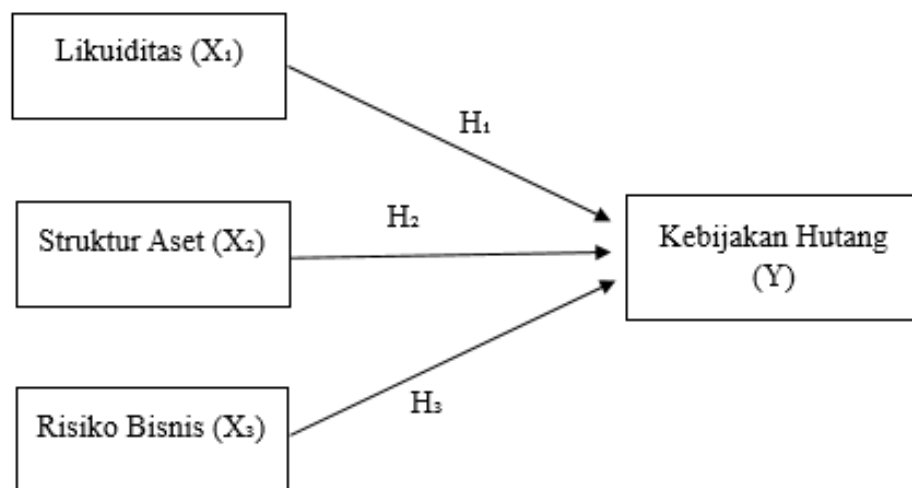 Likuiditas (X₁)
H₁
Struktur Aset (X₂)
H₂
Kebijakan Hutang
(Y)
Risiko Bisnis (X₃)
H₃